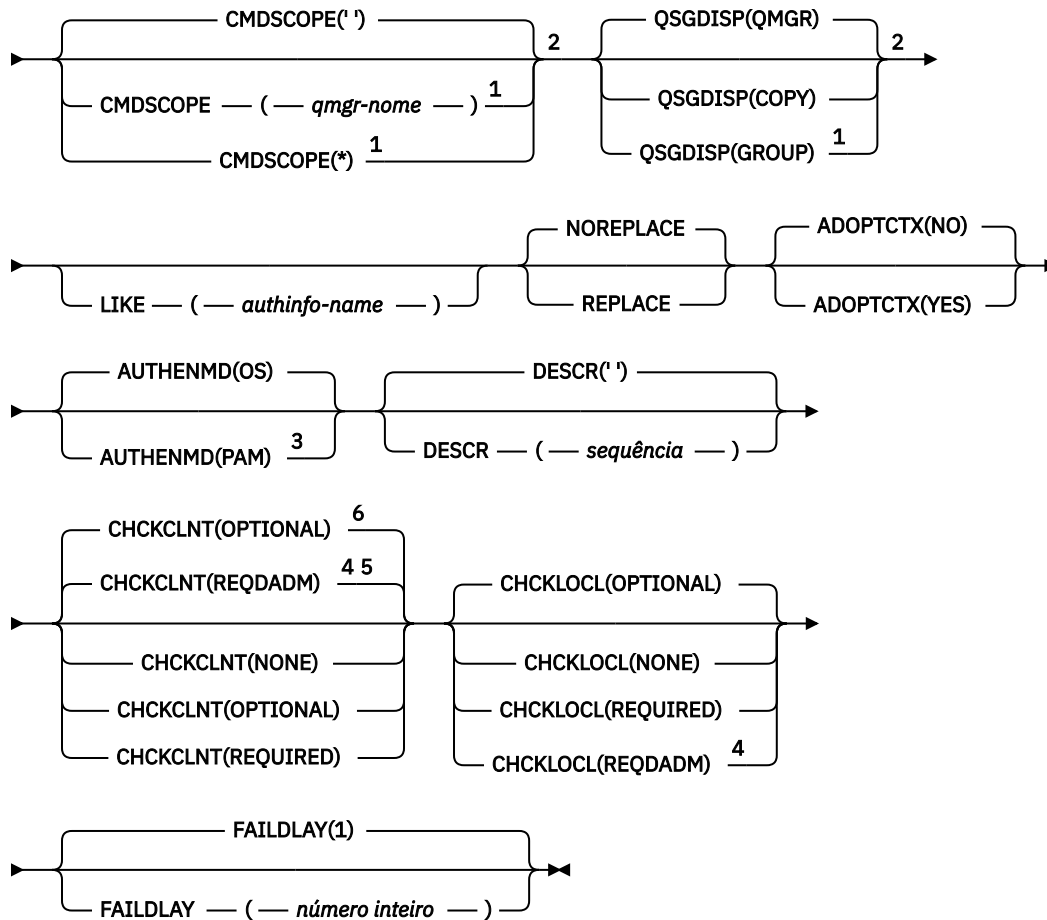 CMDSCOPE(' ')
2
CMDSCOPE ( qmgr-nome ) 1
CMDSCOPE(*) 1
QSGDISP(QMGR)
2
QSGDISP(COPY)
QSGDISP(GROUP) 1
LIKE ( authinfo-name )
NOREPLACE
REPLACE
ADOPTCTX(NO)
ADOPTCTX(YES)
AUTHENMD(OS)
AUTHENMD(PAM) 3
DESCR(' ')
DESCR ( sequência )
CHCKCLNT(OPTIONAL) 6
CHCKCLNT(REQDADM) 4 5
CHCKCLNT(NONE)
CHCKCLNT(OPTIONAL)
CHCKCLNT(REQUIRED)
CHCKLOCL(OPTIONAL)
CHCKLOCL(NONE)
CHCKLOCL(REQUIRED)
CHCKLOCL(REQDADM) 4
FAILDLAY(1)
FAILDLAY ( número inteiro )